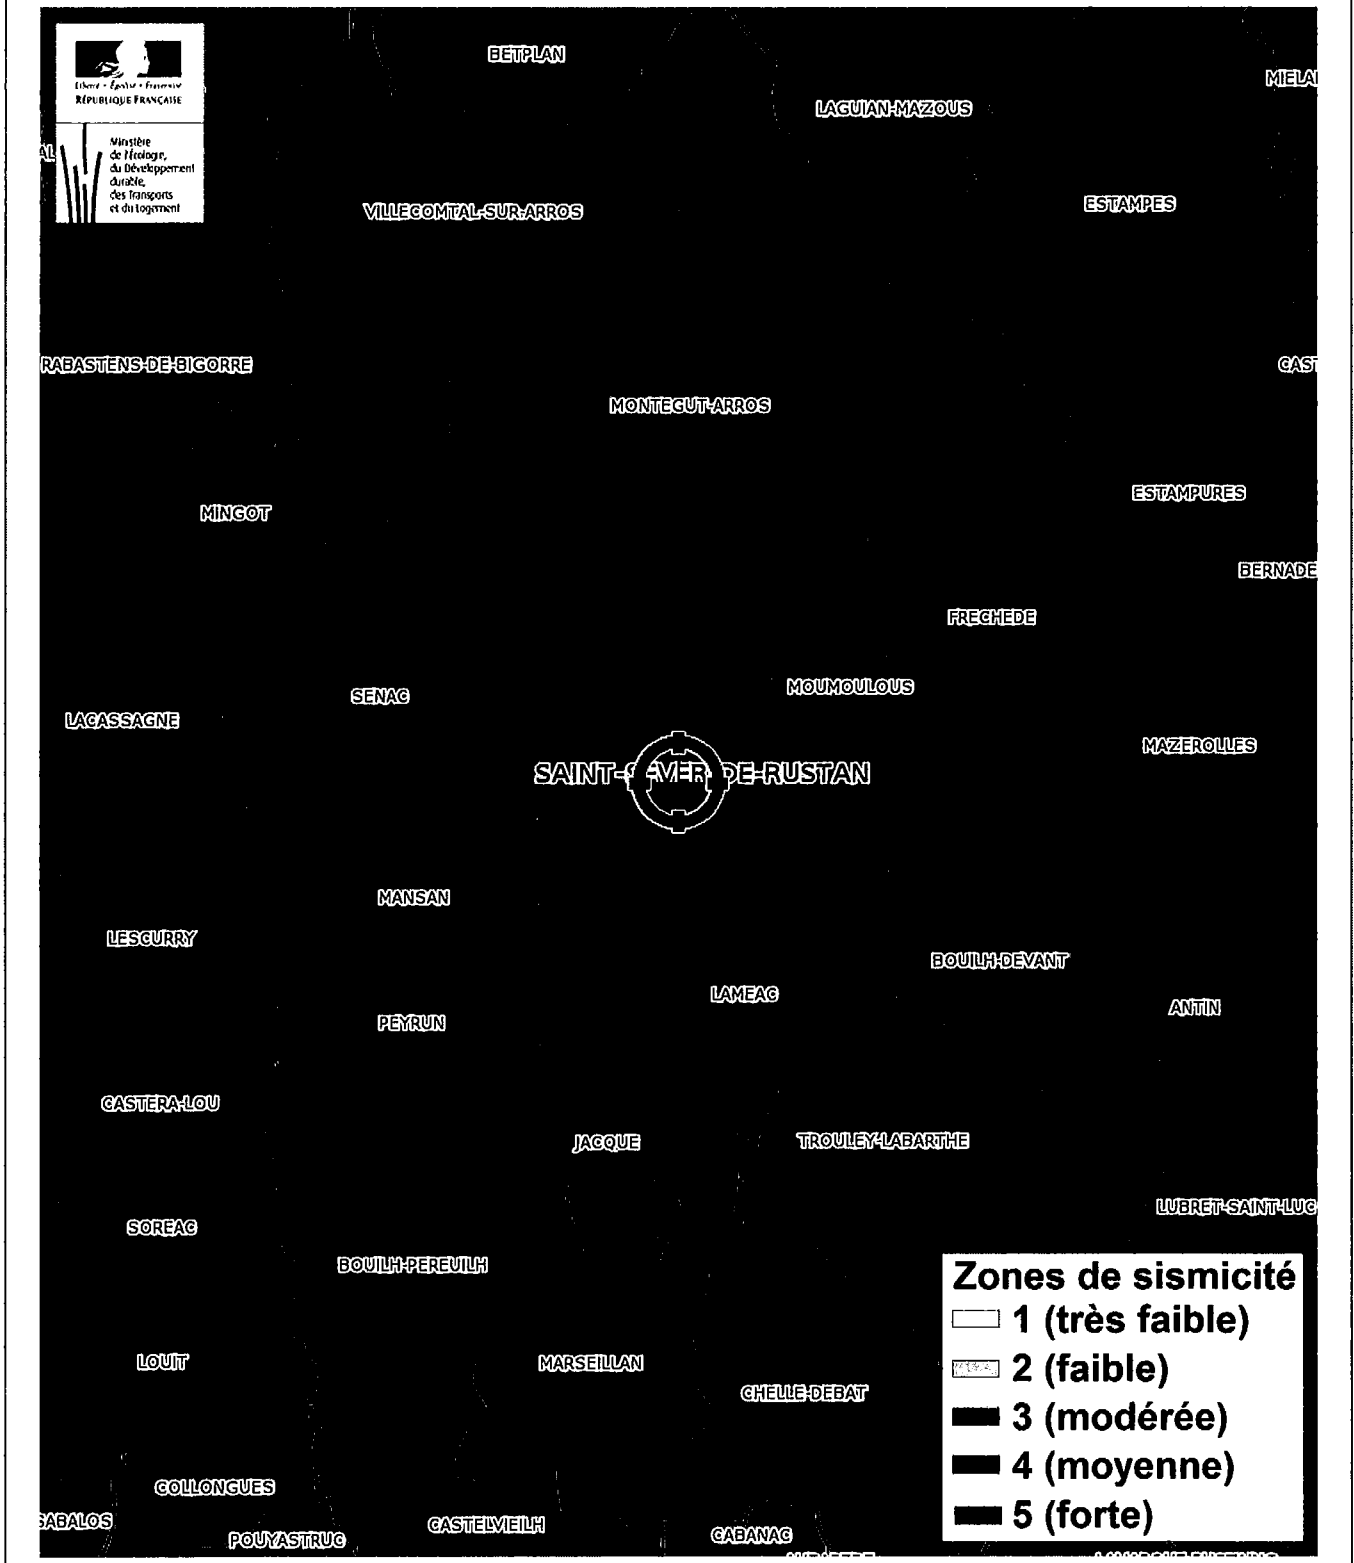 BETPLAN
MIELA
LAGUIAN-MAZOUS
Liberté • Égalité • Fraternité
RÉPUBLIQUE FRANÇAISE
Ministère
de l'Écologie,
du Développement
durable,
des Transports
et du Logement
AL
VILLECOMTAL-SUR-ARROS
ESTAMPES
RABASTENS-DE-BIGORRE
CAST
MONTEGUT-ARROS
ESTAMPURES
MINGOT
BERNADE
FRECHEDE
MOUMOULOUS
SENAC
LACASSAGNE
MAZEROLLES
SAINT-SEVER-DE-RUSTAN
MANSAN
LESCURRY
BOUILH-DEVANT
LAMEAC
ANTIN
PEYRUN
CASTERA-LOU
JACQUE
TROULEY-LABARTHE
LUBRET-SAINT-LUC
SOREAC
BOUILH-PEREUILH
Zones de sismicité
1 (très faible)
2 (faible)
3 (modérée)
4 (moyenne)
5 (forte)
LOUIT
MARSEILLAN
CHELLE-DEBAT
COLLONGUES
SABALOS
CASTELVIEILH
CABANAC
POUYASTRUC